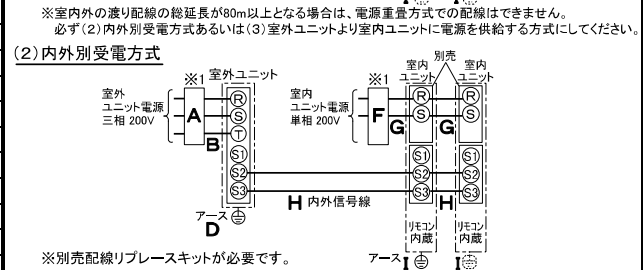 ※室内外の渡り配線の総延長が80m以上となる場合は、電源重畳方式での配線はできません。
必ず(2)内外別受電方式あるいは(3)室外ユニットより室内ユニットに電源を供給する方式にしてください。
(2)内外別受電方式
別売
※1 室外ユニット
※1 室内ユニット 室内ユニット
室外
ユニット電源
三相 200V
A
B
R
S
T
S1
S2
S3
室内
ユニット電源
単相 200V
F
G
R
S
G
R
S
S1
S2
S3
S1
S2
S3
H 内外信号線
H
アース
D
リモコン
内蔵
リモコン
内蔵
※別売配線リプレースキットが必要です。
アース I
I